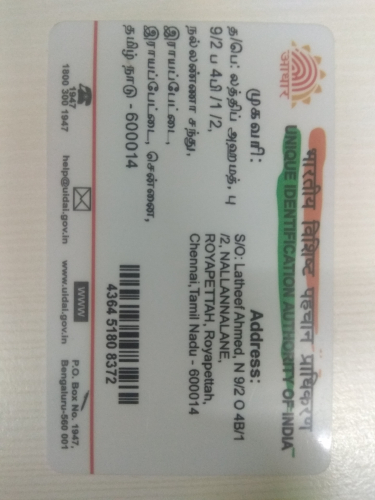 आधार
भारतीय विशिष्ट पहचान प्राधिकरण
UNIQUE IDENTIFICATION AUTHORITY OF INDIA
முகவரி:
த/பெ: லத்தீப் அஹமத், பு
9/2 ப 4பி /1 /2,
நல்லண்ணா சந்து,
இராயப்பேட்டை,
இராயப்பேட்டை, சென்னை,
தமிழ் நாடு - 600014
Address:
S/O: Latheef Ahmed, N 9/2 O 4B/1
/2, NALLANNALANE,
ROYAPETTAH, Royapettah,
Chennai,Tamil Nadu - 600014
4364 5180 8372
1947
1800 300 1947
help@uidai.gov.in
WWW
www.uidai.gov.in
P.O. Box No. 1947,
Bengaluru-560 001